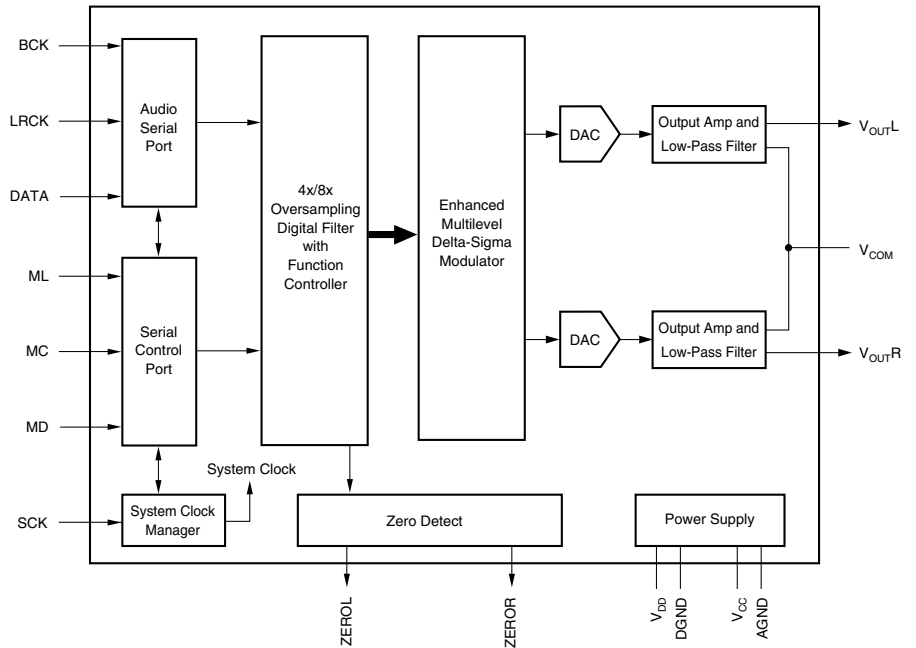 BCK
LRCK
DATA
ML
MC
MD
SCK
Audio
Serial
Port
Serial
Control
Port
System Clock
Manager
System Clock
4x/8x
Oversampling
Digital Filter
with
Function
Controller
Enhanced
Multilevel
Delta-Sigma
Modulator
DAC
Output Amp and
Low-Pass Filter
DAC
Output Amp and
Low-Pass Filter
VOUTL
VCOM
VOUTR
Zero Detect
Power Supply
ZEROL
ZEROR
VDD
DGND
VCC
AGND